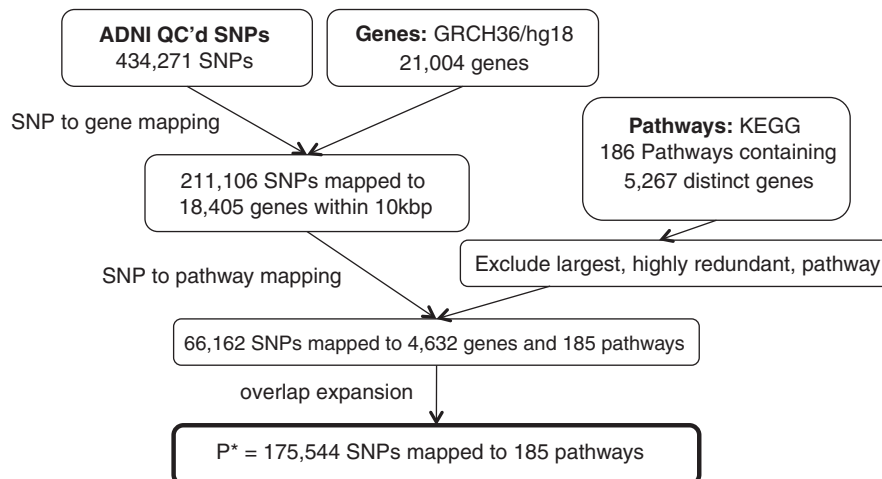 ADNI QC'd SNPs
434,271 SNPs
Genes: GRCH36/hg18
21,004 genes
SNP to gene mapping
Pathways: KEGG
186 Pathways containing
5,267 distinct genes
211,106 SNPs mapped to
18,405 genes within 10kbp
SNP to pathway mapping
Exclude largest, highly redundant, pathway
66,162 SNPs mapped to 4,632 genes and 185 pathways
overlap expansion
P* = 175,544 SNPs mapped to 185 pathways